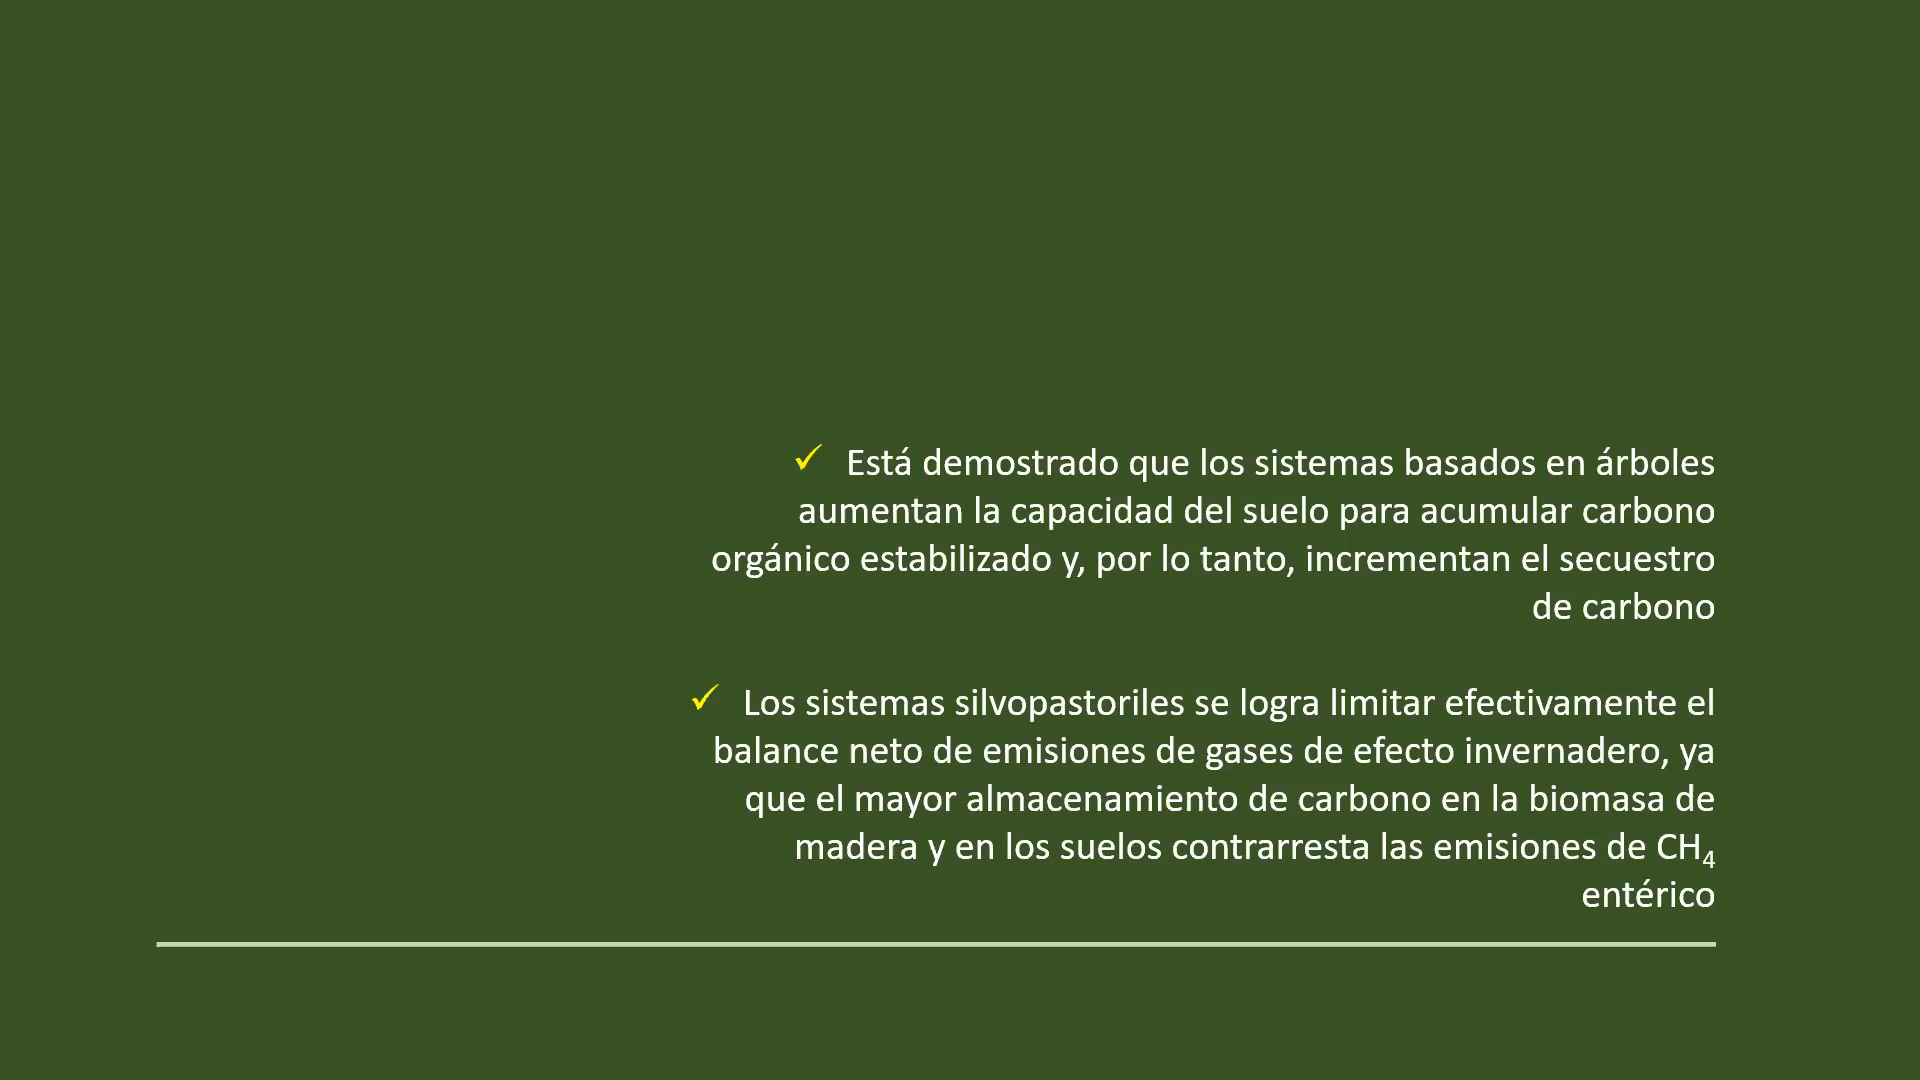 ✓ Está demostrado que los sistemas basados en árboles
aumentan la capacidad del suelo para acumular carbono
orgánico estabilizado y, por lo tanto, incrementan el secuestro
de carbono
✓ Los sistemas silvopastoriles se logra limitar efectivamente el
balance neto de emisiones de gases de efecto invernadero, ya
que el mayor almacenamiento de carbono en la biomasa de
madera y en los suelos contrarresta las emisiones de CH₄
entérico